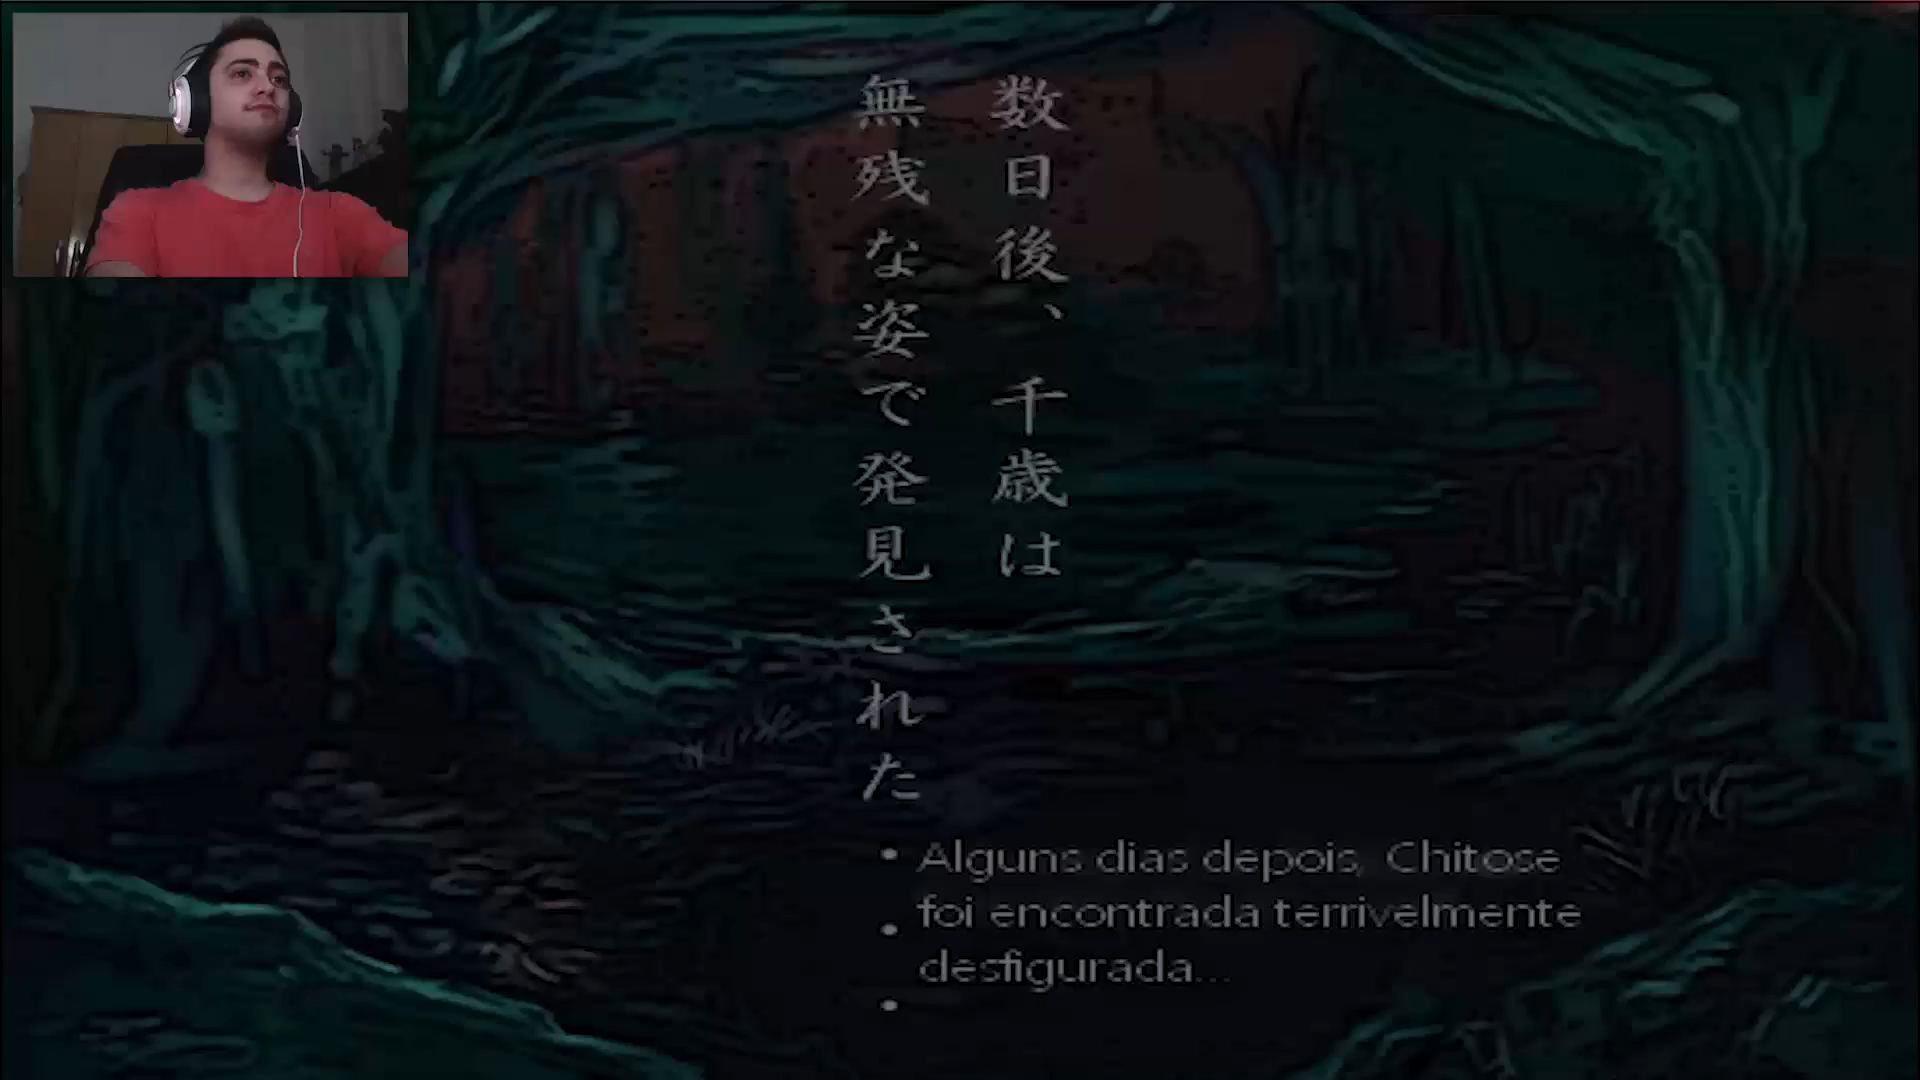 数日後、千歳は
無残な姿で発見された・・・
Alguns dias depois, Chitose
foi encontrada terrivelmente
desfigurada...